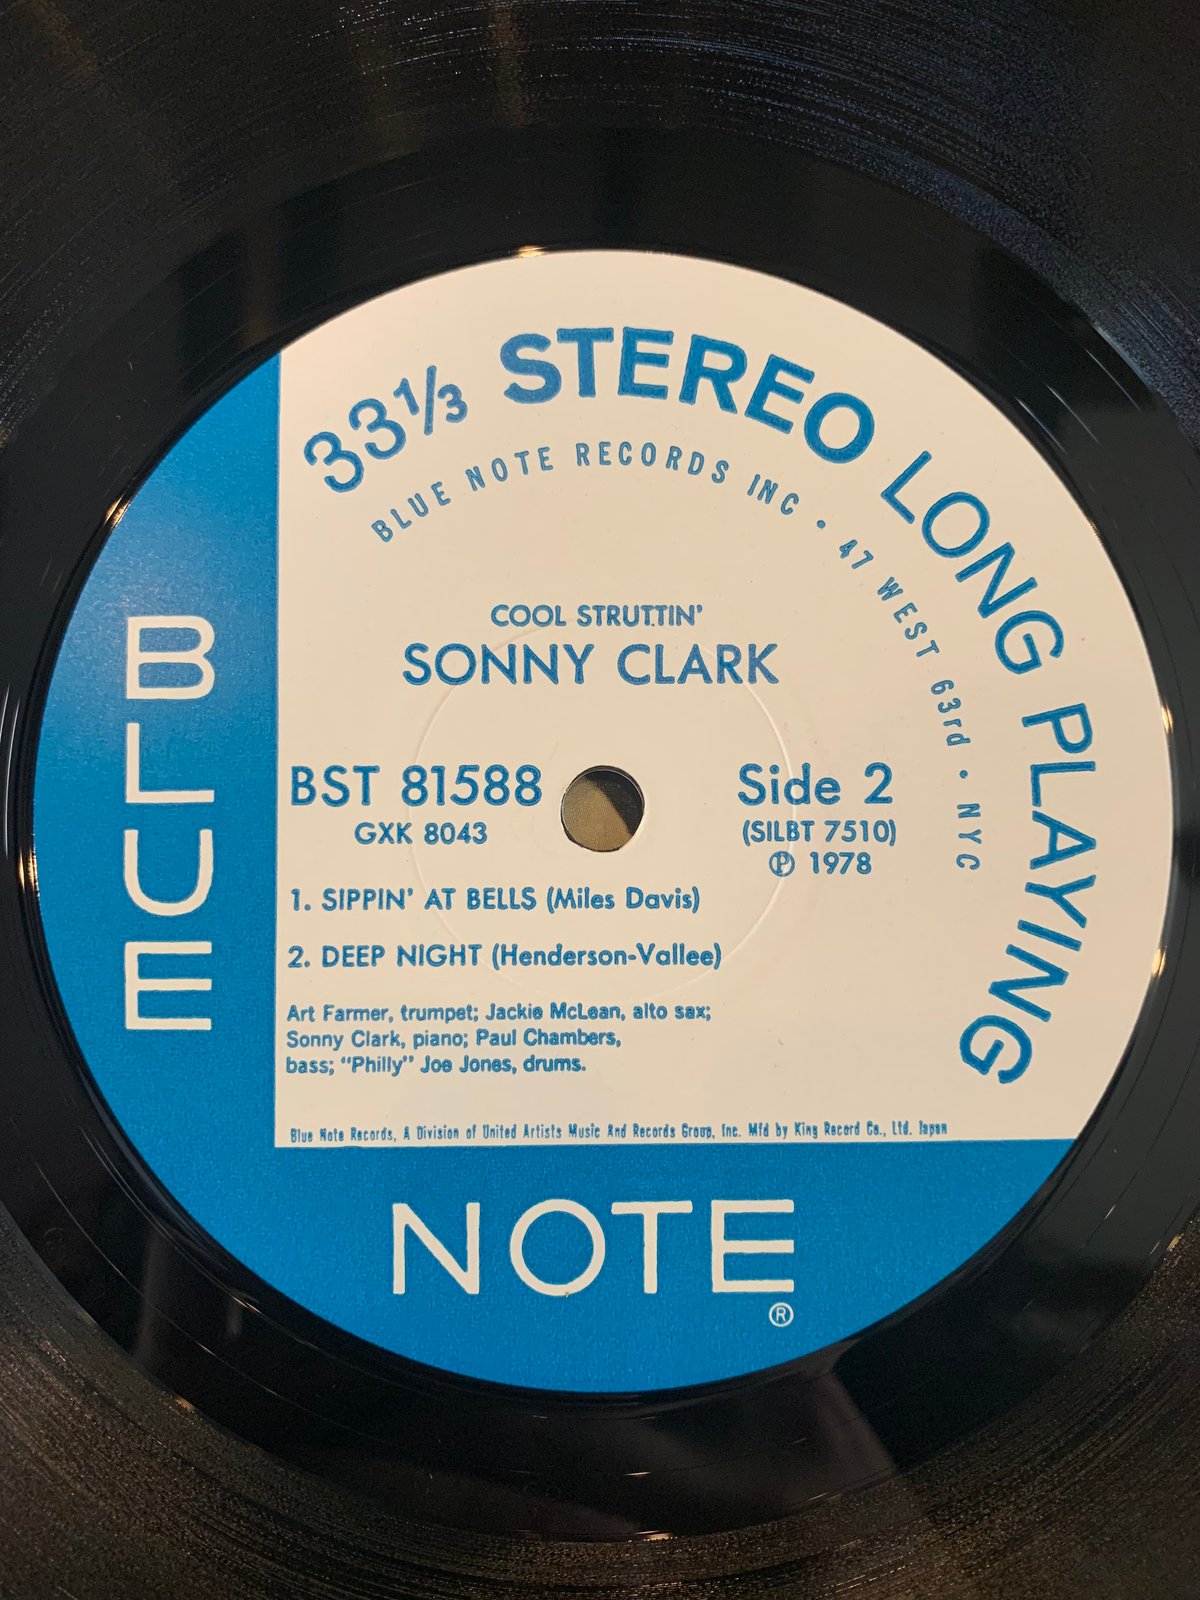 33⅓ STEREO LONG PLAYING
BLUE NOTE RECORDS INC • 47 WEST 63rd • NYC
COOL STRUTTIN'
SONNY CLARK
BST 81588
GXK 8043
Side 2
(SILBT 7510)
℗ 1978
1. SIPPIN' AT BELLS (Miles Davis)
2. DEEP NIGHT (Henderson-Vallee)
Art Farmer, trumpet; Jackie McLean, alto sax;
Sonny Clark, piano; Paul Chambers,
bass; "Philly" Joe Jones, drums.
Blue Note Records, A Division of United Artists Music And Records Group, Inc. Mfd by King Record Co., Ltd. Japan
BLUE
NOTE
®